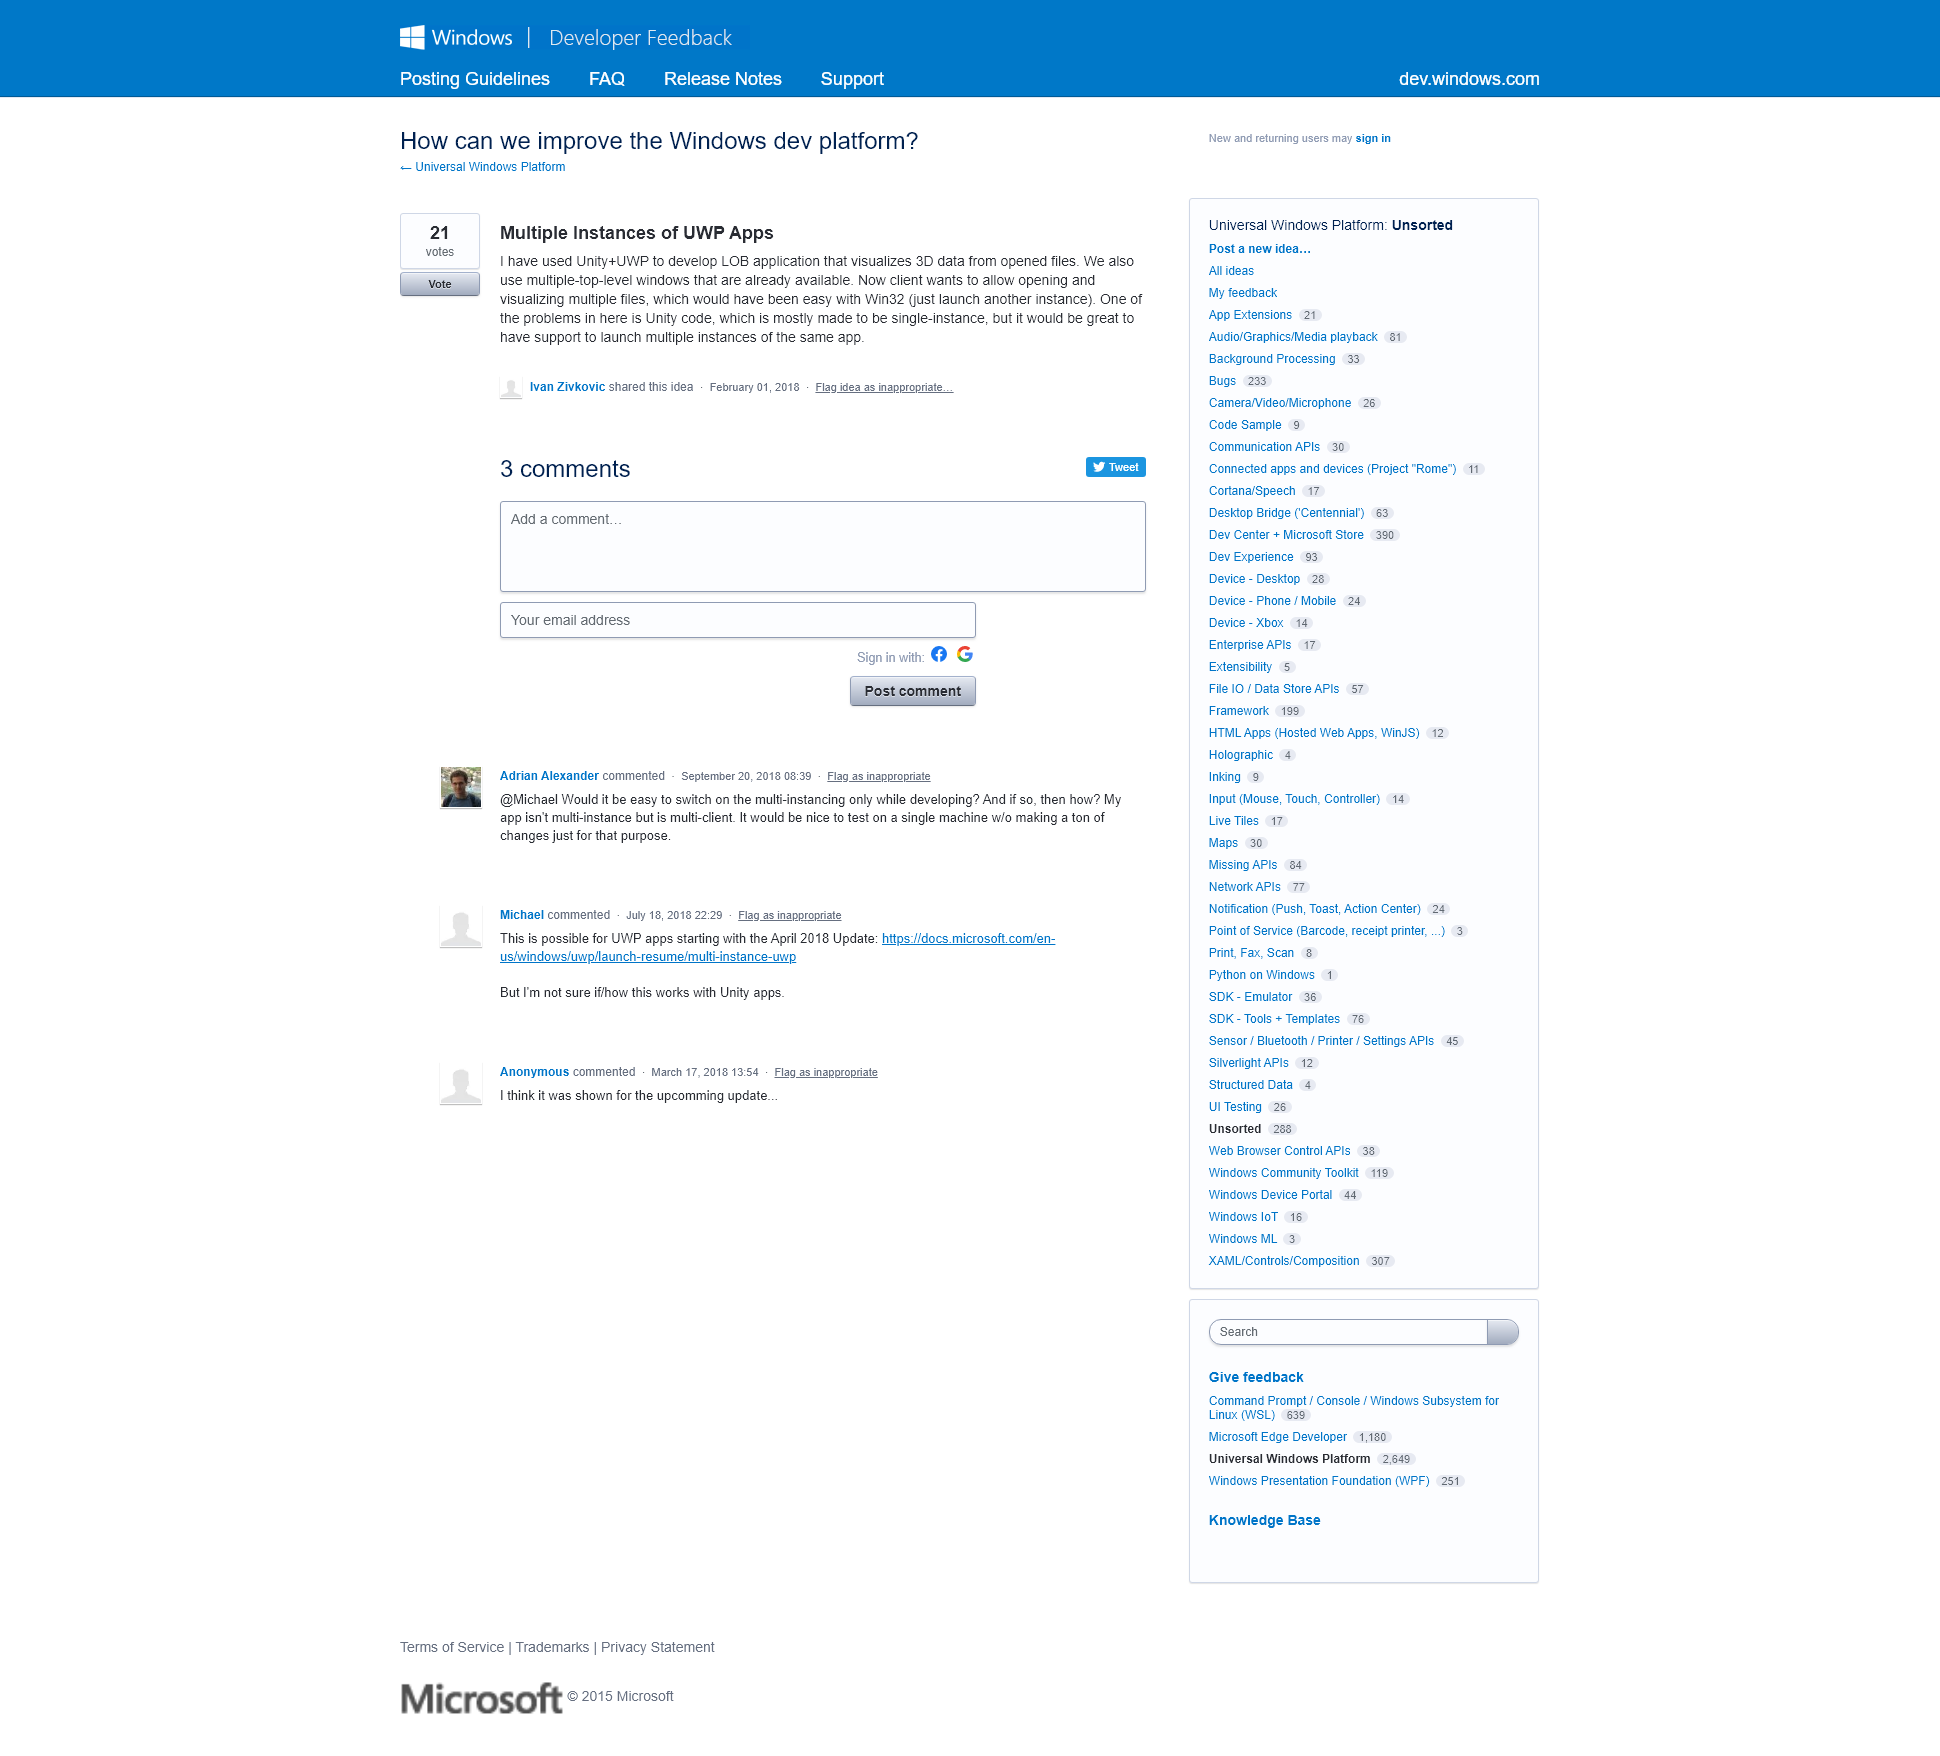 Windows | Developer Feedback
Posting Guidelines FAQ Release Notes Support dev.windows.com
How can we improve the Windows dev platform?
← Universal Windows Platform
New and returning users may sign in
21
votes
Vote
Multiple Instances of UWP Apps
I have used Unity+UWP to develop LOB application that visualizes 3D data from opened files. We also
use multiple-top-level windows that are already available. Now client wants to allow opening and
visualizing multiple files, which would have been easy with Win32 (just launch another instance). One of
the problems in here is Unity code, which is mostly made to be single-instance, but it would be great to
have support to launch multiple instances of the same app.
Ivan Zivkovic shared this idea · February 01, 2018 · Flag idea as inappropriate…
3 comments
Tweet
Add a comment…
Your email address
Sign in with:
Post comment
Adrian Alexander commented · September 20, 2018 08:39 · Flag as inappropriate
@Michael Would it be easy to switch on the multi-instancing only while developing? And if so, then how? My
app isn't multi-instance but is multi-client. It would be nice to test on a single machine w/o making a ton of
changes just for that purpose.
Michael commented · July 18, 2018 22:29 · Flag as inappropriate
This is possible for UWP apps starting with the April 2018 Update: https://docs.microsoft.com/en-
us/windows/uwp/launch-resume/multi-instance-uwp
But I'm not sure if/how this works with Unity apps.
Anonymous commented · March 17, 2018 13:54 · Flag as inappropriate
I think it was shown for the upcomming update...
Universal Windows Platform: Unsorted
Post a new idea…
All ideas
My feedback
App Extensions 21
Audio/Graphics/Media playback 81
Background Processing 33
Bugs 233
Camera/Video/Microphone 26
Code Sample 9
Communication APIs 30
Connected apps and devices (Project "Rome") 11
Cortana/Speech 17
Desktop Bridge ('Centennial') 63
Dev Center + Microsoft Store 390
Dev Experience 93
Device - Desktop 28
Device - Phone / Mobile 24
Device - Xbox 14
Enterprise APIs 17
Extensibility 5
File IO / Data Store APIs 57
Framework 199
HTML Apps (Hosted Web Apps, WinJS) 12
Holographic 4
Inking 9
Input (Mouse, Touch, Controller) 14
Live Tiles 17
Maps 30
Missing APIs 84
Network APIs 77
Notification (Push, Toast, Action Center) 24
Point of Service (Barcode, receipt printer, ...) 3
Print, Fax, Scan 8
Python on Windows 1
SDK - Emulator 36
SDK - Tools + Templates 76
Sensor / Bluetooth / Printer / Settings APIs 45
Silverlight APIs 12
Structured Data 4
UI Testing 26
Unsorted 288
Web Browser Control APIs 38
Windows Community Toolkit 119
Windows Device Portal 44
Windows IoT 16
Windows ML 3
XAML/Controls/Composition 307
Search
Give feedback
Command Prompt / Console / Windows Subsystem for
Linux (WSL) 639
Microsoft Edge Developer 1,180
Universal Windows Platform 2,649
Windows Presentation Foundation (WPF) 251
Knowledge Base
Terms of Service | Trademarks | Privacy Statement
Microsoft © 2015 Microsoft